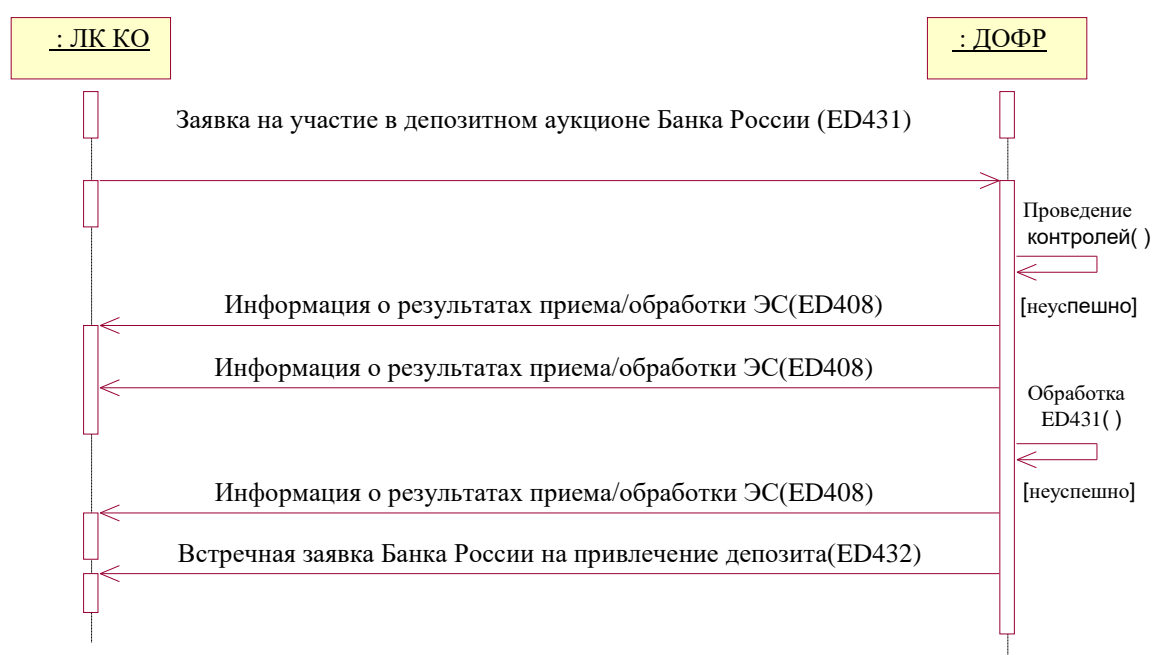 : ЛК КО
: ДОФР
Заявка на участие в депозитном аукционе Банка России (ED431)
Проведение
контролей( )
Информация о результатах приема/обработки ЭС(ED408)
[неуспешно]
Информация о результатах приема/обработки ЭС(ED408)
Обработка
ED431( )
Информация о результатах приема/обработки ЭС(ED408)
[неуспешно]
Встречная заявка Банка России на привлечение депозита(ED432)